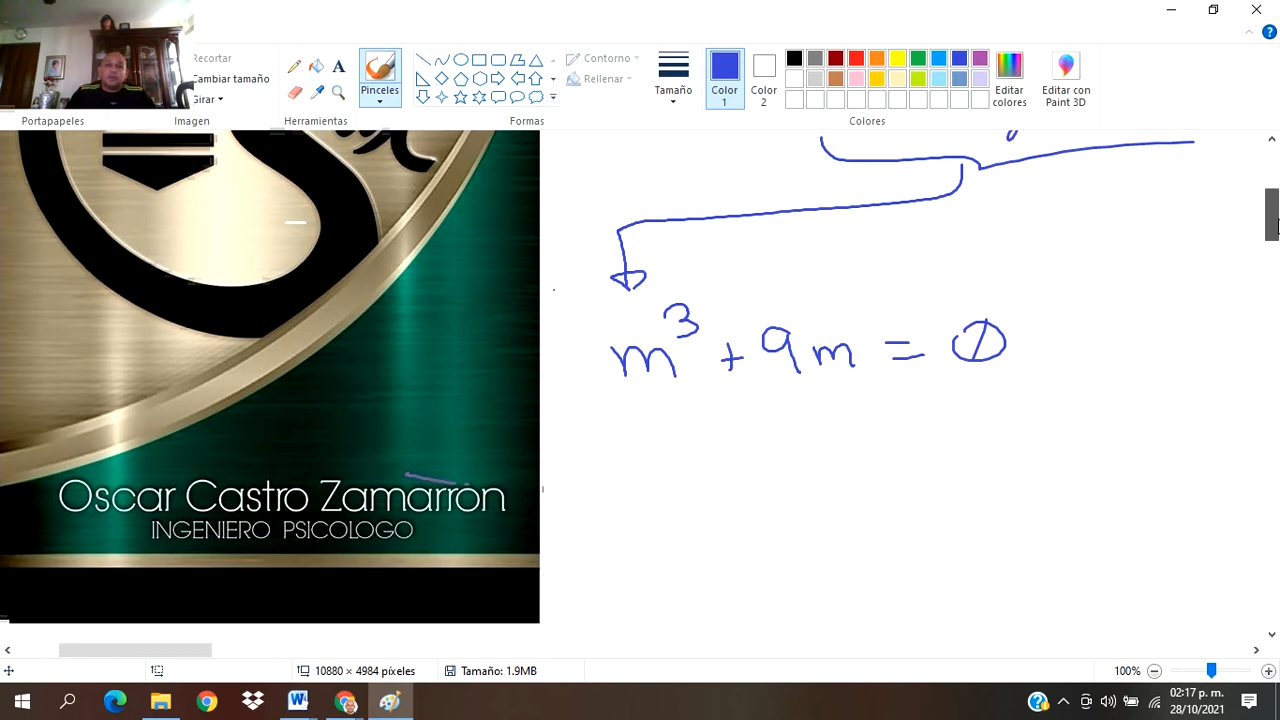 Recortar
Cambiar tamaño
Girar
Pinceles
Contorno
Rellenar
Tamaño
Color 1
Color 2
Editar colores
Editar con Paint 3D
Portapapeles
Imagen
Herramientas
Formas
Colores
m³ + 9m = 0
Oscar Castro Zamarrón
INGENIERO PSICOLOGO
10880 × 4984 píxeles
Tamaño: 1.9MB
100%
02:17 p. m.
28/10/2021